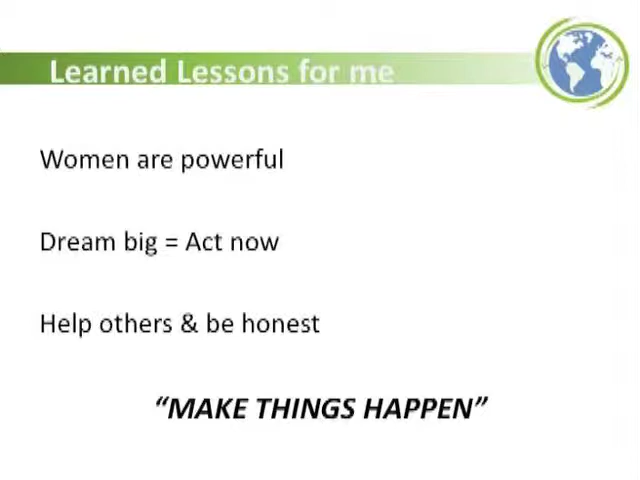 Learned Lessons for me
Women are powerful
Dream big = Act now
Help others & be honest
“MAKE THINGS HAPPEN”